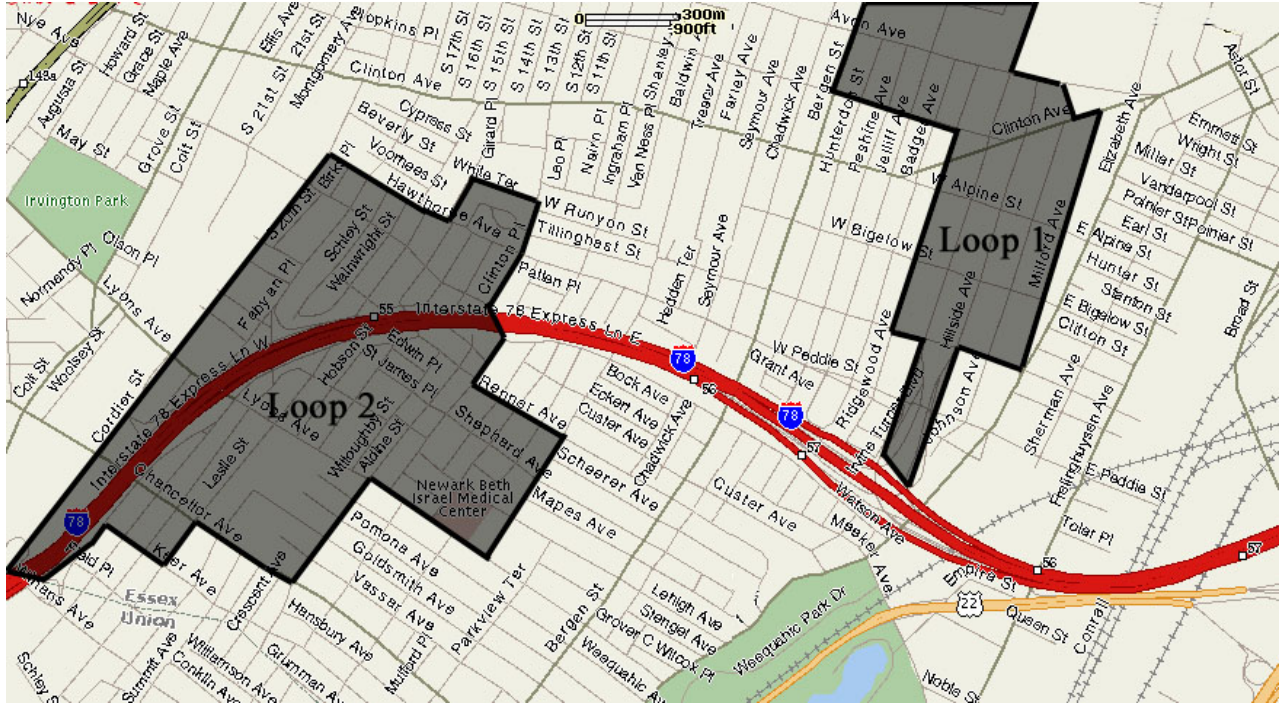 Nye Ave
Howard St
Grace St
Maple Ave
Augusta St
148a
May St
Grove St
Colt St
Ellis Ave
21st St
S 21st St
Montgomery Ave
Hopkins Pl
Clinton Ave
S 17th St
S 16th St
S 15th St
S 14th St
S 13th St
S 12th St
S 11th St
0 300m
900ft
Shanley
Baldwin
Treacy Ave
Farley Ave
Seymour Ave
Chadwick Ave
Bergen St
Avon Ave
Hunterdon St
Peshine Ave
Jelliff Ave
Badger Ave
Clinton Ave
Elizabeth Ave
Astor St
Emmett St
Wright St
Miller St
Vanderpool St
Poinier St
Poinier St
Earl St
E Alpine St
Hunter St
Stanton St
E Bigelow St
Clifton St
Broad St
W Alpine St
W Bigelow St
Loop 1
Milford Ave
Hillside Ave
Irvington Park
Olson Pl
Normandy Pl
Lyons Ave
Woolsey St
Colt St
Cordier St
Cypress St
Beverly St
Voorhees St
Hawthorne Ave
White Ter
Girard Pl
Leo Pl
Nairn Pl
Ingraham Pl
Van Ness Pl
W Runyon St
Tillinghast St
S 20th St
Pl
Schley St
Wainwright St
Fabyan Pl
Clinton Pl
Patten Pl
Hedden Ter
Seymour Ave
55
Interstate 78 Express Ln E
Interstate 78 Express Ln W
Hobson St
Edwin Pl
St James Pl
Lyons Ave
Loop 2
Leslie St
Willoughby St
Aldine St
Chancellor Ave
Renner Ave
Shephard Ave
Scheerer Ave
Mapes Ave
Newark Beth
Israel Medical
Center
Bock Ave
Eckert Ave
Custer Ave
Chadwick Ave
78
56
W Peddie St
Grant Ave
Ridgewood Ave
78
57
Irvine Turner Blvd
Johnson Ave
Sherman Ave
Frelinghuysen Ave
E Peddie St
Toler Pl
Custer Ave
Watson Ave
Meeker Ave
Empire St
56
57
22
Queen St
Conrail
Noble St
78
Keer Ave
Essex
Union
Crescent Ave
Pomona Ave
Goldsmith Ave
Vassar Ave
Hansbury Ave
Grumman Ave
Mulford Pl
Parkview Ter
Bergen St
Lehigh Ave
Stengel Ave
Grover C Wilcox Pl
Weequahic Av
Weequahic Park Dr
Schley St
Summit Ave
Williamson Ave
Conklin Ave